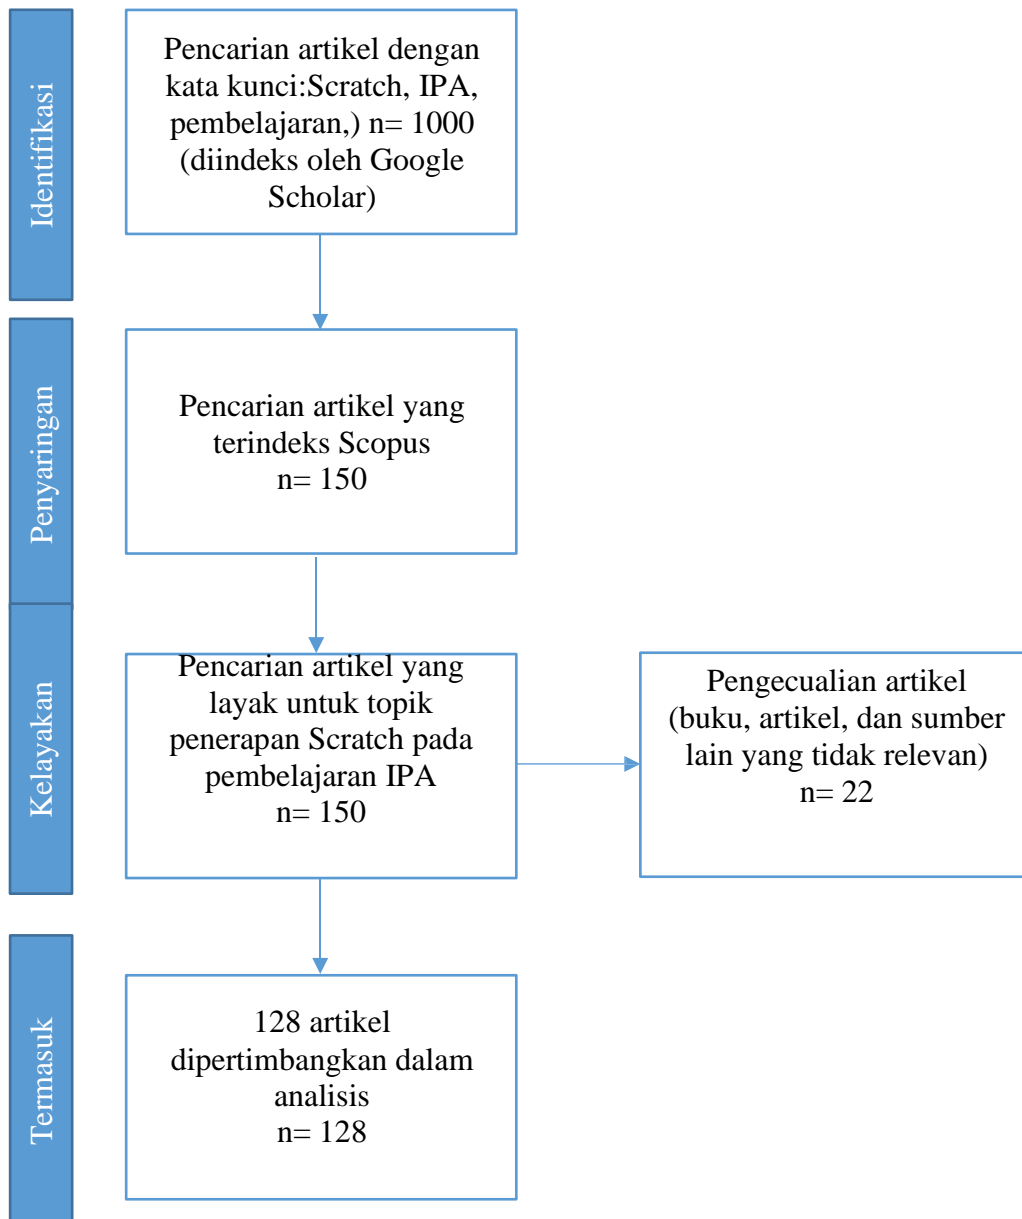 Identifikasi
Pencarian artikel dengan
kata kunci:Scratch, IPA,
pembelajaran,) n= 1000
(diindeks oleh Google
Scholar)
Penyaringan
Pencarian artikel yang
terindeks Scopus
n= 150
Kelayakan
Pencarian artikel yang
layak untuk topik
penerapan Scratch pada
pembelajaran IPA
n= 150
Pengecualian artikel
(buku, artikel, dan sumber
lain yang tidak relevan)
n= 22
Termasuk
128 artikel
dipertimbangkan dalam
analisis
n= 128